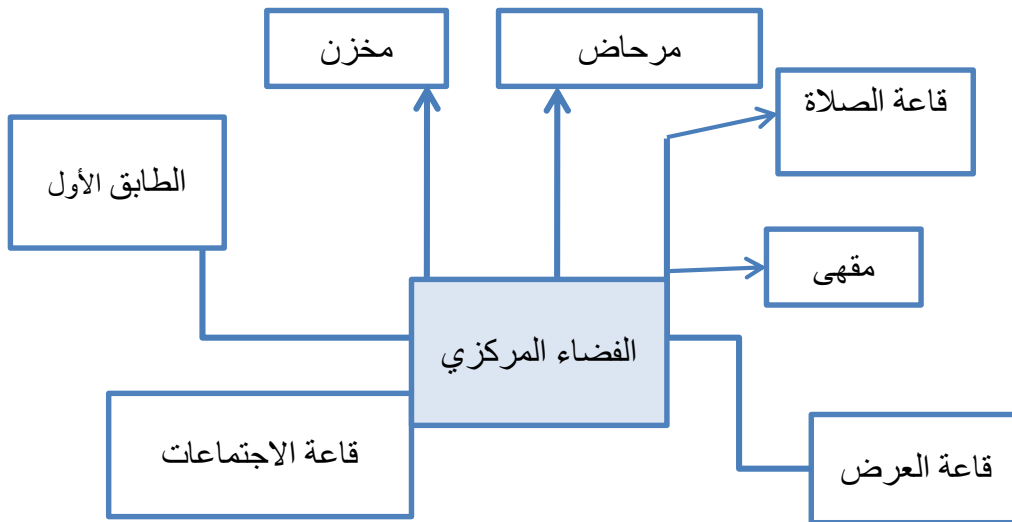 مرحاض
مخزن
قاعة الصلاة
الطابق الأول
مقهى
الفضاء المركزي
قاعة الاجتماعات
قاعة العرض